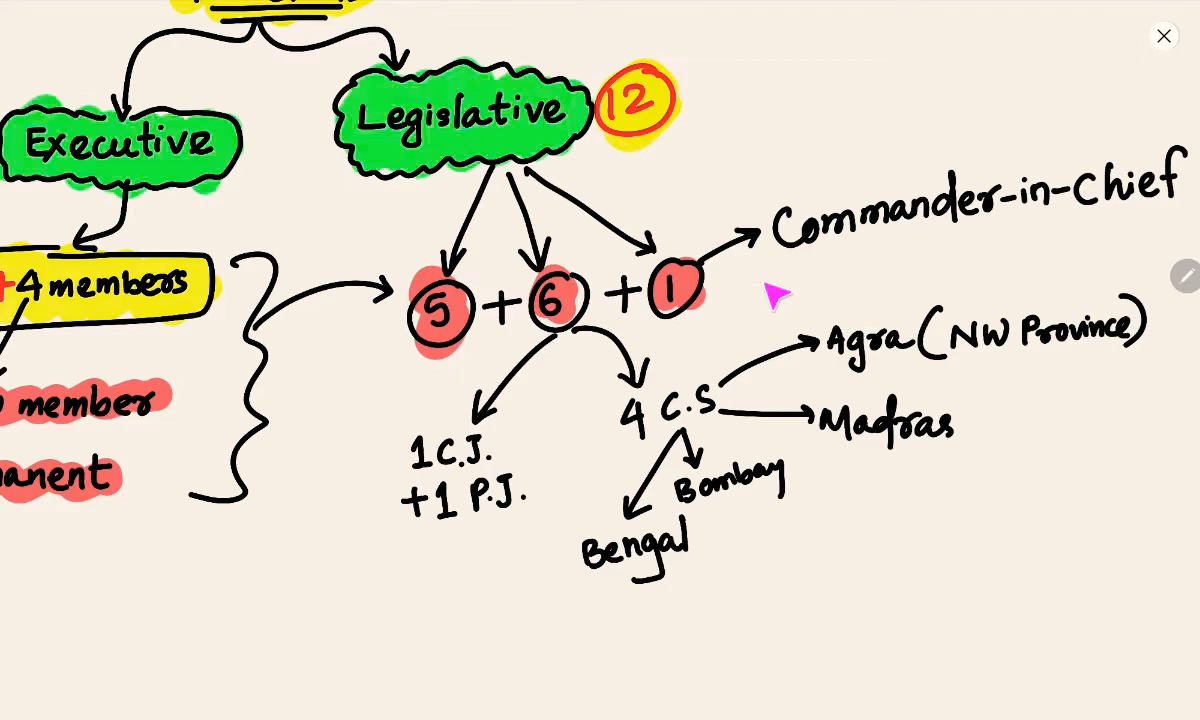 Executive
Legislative 12
+4 members
member
5 + 6 + 1
Commander-in-Chief
1 C.J.
+1 P.J.
4 C.S
Agra (NW Province)
Madras
Bombay
Bengal